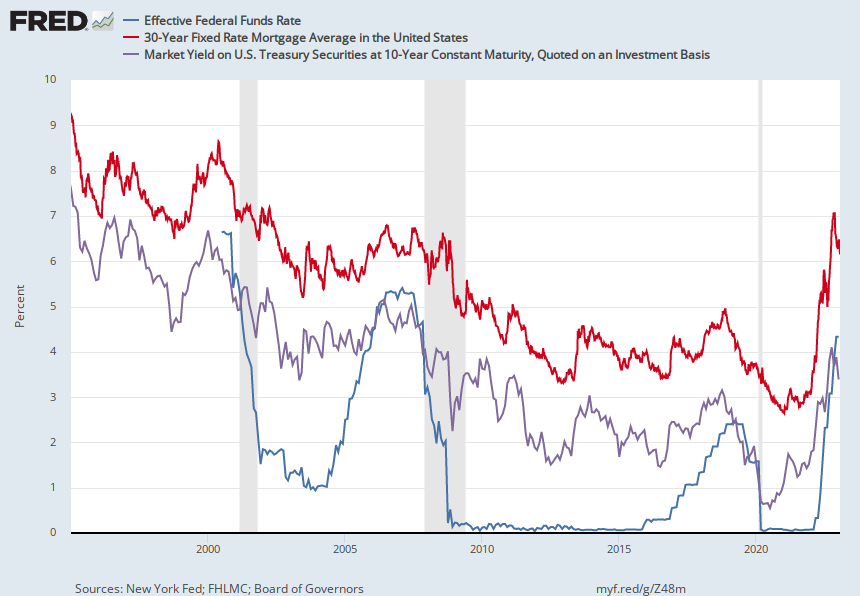 FRED
Effective Federal Funds Rate
30-Year Fixed Rate Mortgage Average in the United States
Market Yield on U.S. Treasury Securities at 10-Year Constant Maturity, Quoted on an Investment Basis
10
9
8
7
6
5
4
3
2
1
0
Percent
2000
2005
2010
2015
2020
Sources: New York Fed; FHLMC; Board of Governors
myf.red/g/Z48m